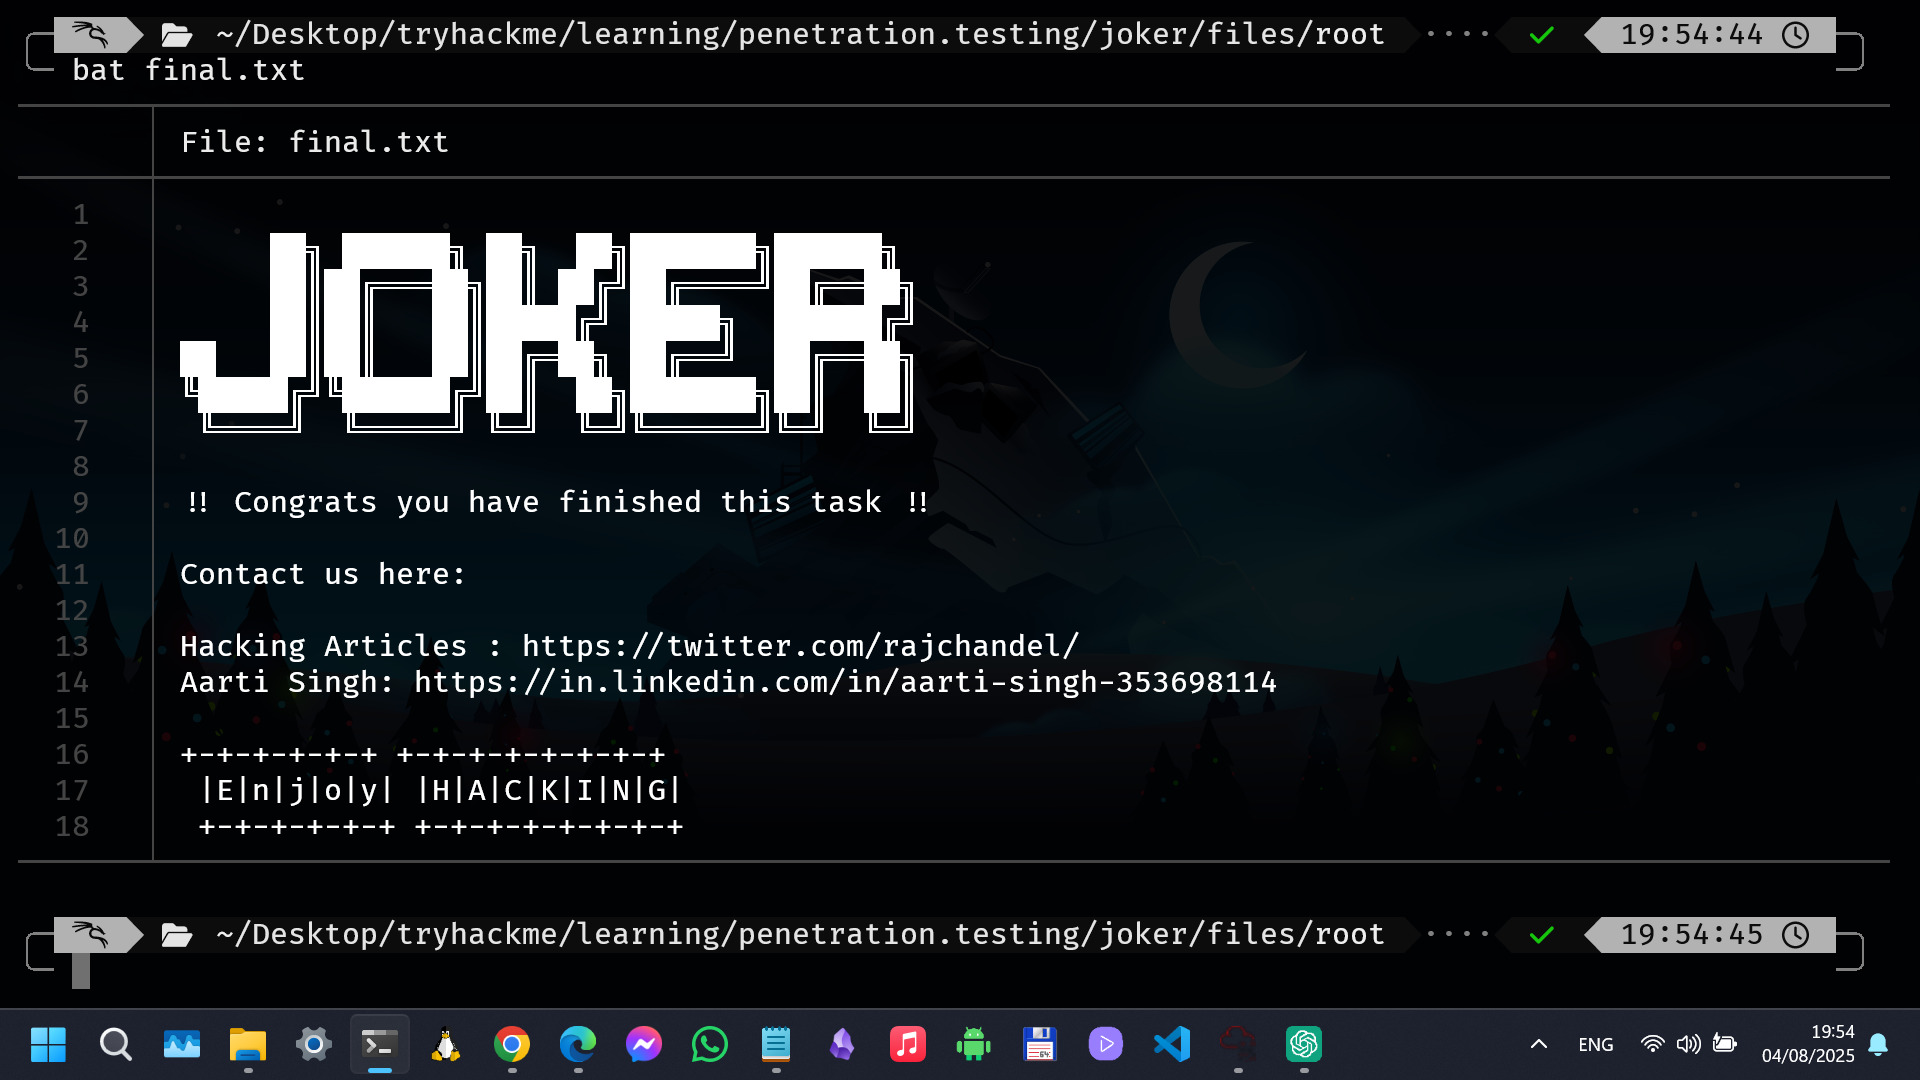 ~/Desktop/tryhackme/learning/penetration.testing/joker/files/root ···· ✓ 19:54:44
bat final.txt
File: final.txt
1
2 JOKER
3
4
5
6
7
8
9 !! Congrats you have finished this task !!
10
11 Contact us here:
12
13 Hacking Articles : https://twitter.com/rajchandel/
14 Aarti Singh: https://in.linkedin.com/in/aarti-singh-353698114
15
16 +-+-+-+-+-+ +-+-+-+-+-+-+-+
17 |E|n|j|o|y| |H|A|C|K|I|N|G|
18 +-+-+-+-+-+ +-+-+-+-+-+-+-+
~/Desktop/tryhackme/learning/penetration.testing/joker/files/root ···· ✓ 19:54:45
64
ENG
19:54
04/08/2025